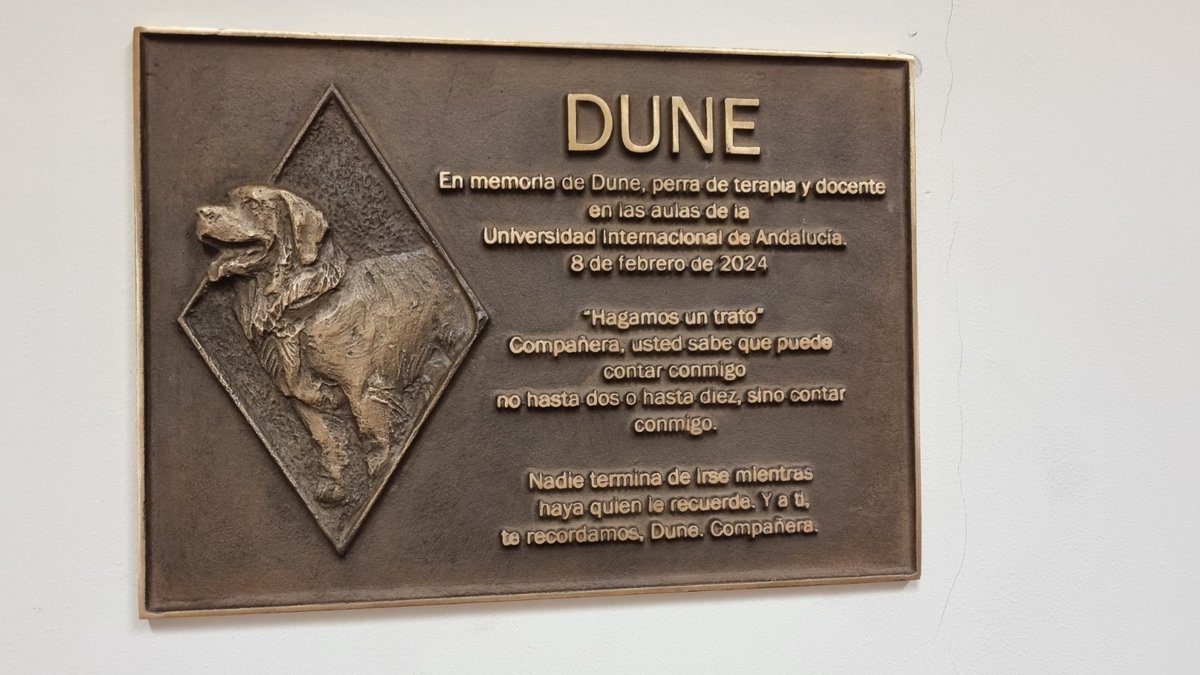 DUNE
En memoria de Dune, perra de terapia y docente
en las aulas de la
Universidad Internacional de Andalucía.
8 de febrero de 2024
"Hagamos un trato"
Compañera, usted sabe que puede
contar conmigo
no hasta dos o hasta diez, sino contar
conmigo.
Nadie termina de irse mientras
haya quien le recuerde. Y a ti,
te recordamos, Dune. Compañera.